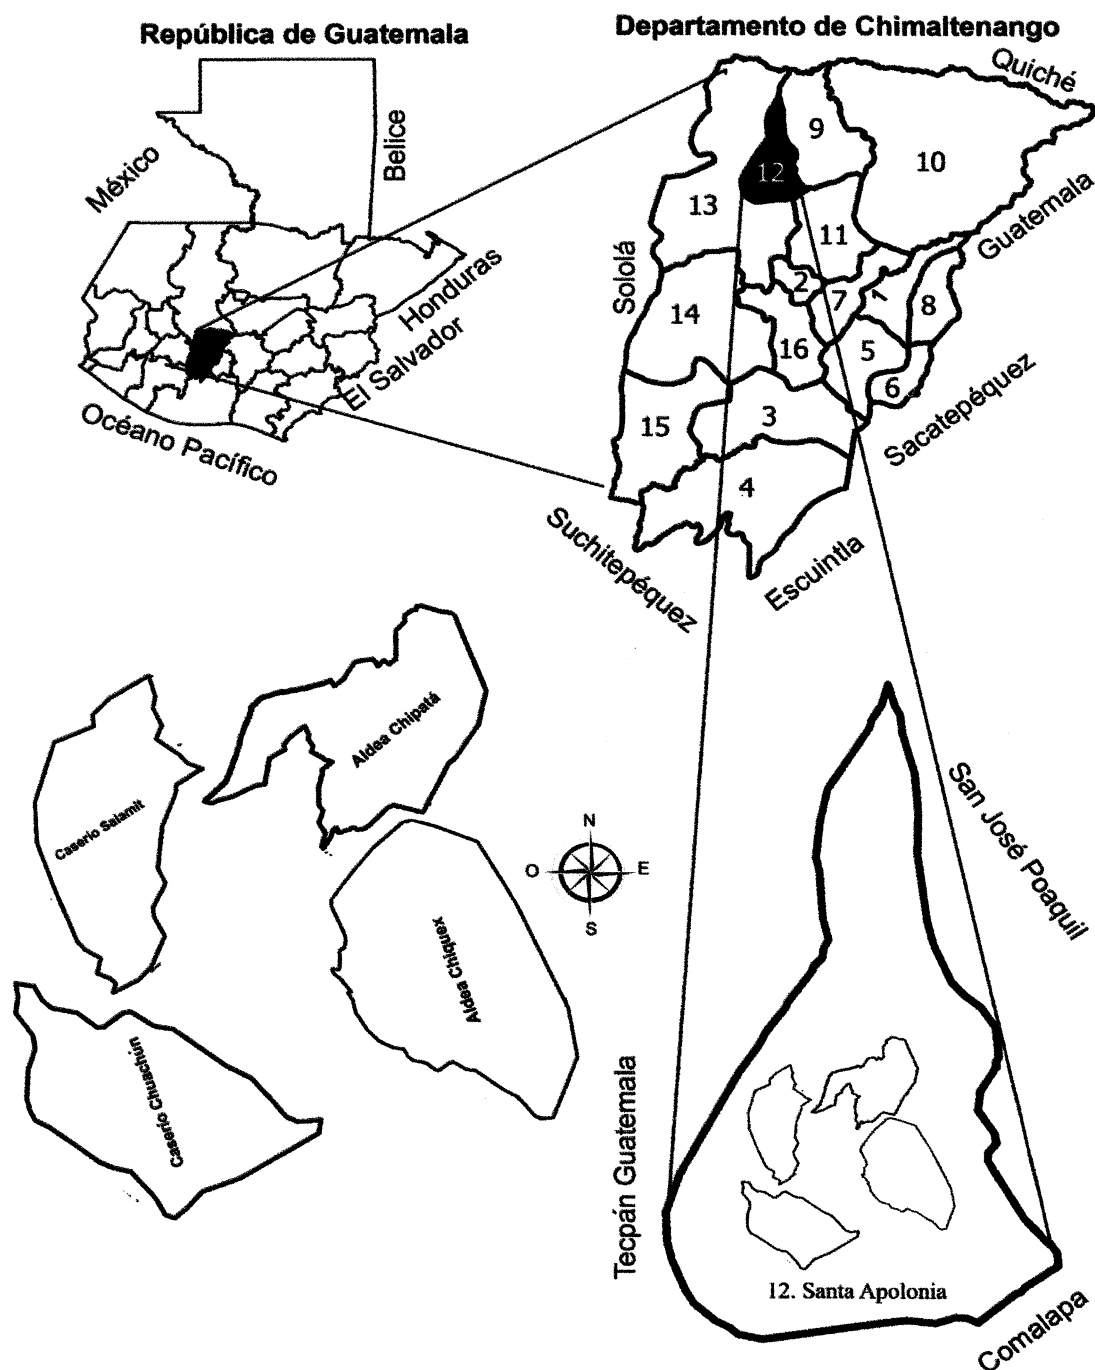 República de Guatemala
Departamento de Chimaltenango
México
Belice
Honduras
El Salvador
Océano Pacífico
Quiché
Guatemala
Sololá
Sacatepéquez
Suchitepéquez
Escuintla
9
10
12
13
11
2
7
1
8
14
16
5
6
15
3
4
Aldea Chipatá
Caserío Salamit
Aldea Chiquex
Caserío Chuachún
N
O
E
S
San José Poaquil
Tecpán Guatemala
12. Santa Apolonia
Comalapa